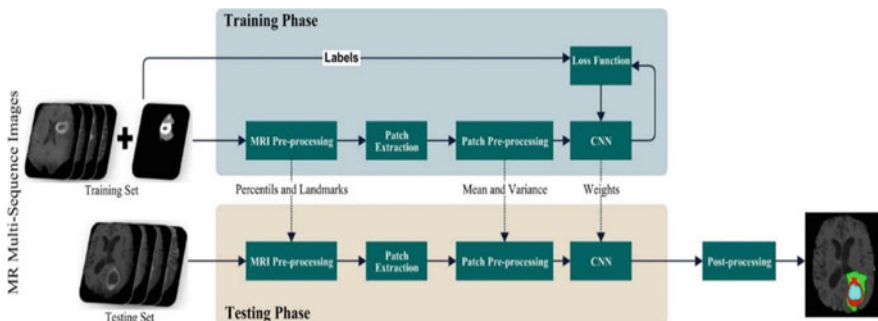 Training Phase
Labels
Loss Function
MR Multi-Sequence Images
MRI Pre-processing
Patch
Extraction
Patch Pre-processing
CNN
Training Set
Percentils and Landmarks
Mean and Variance
Weights
MRI Pre-processing
Patch
Extraction
Patch Pre-processing
CNN
Post-processing
Testing Set
Testing Phase